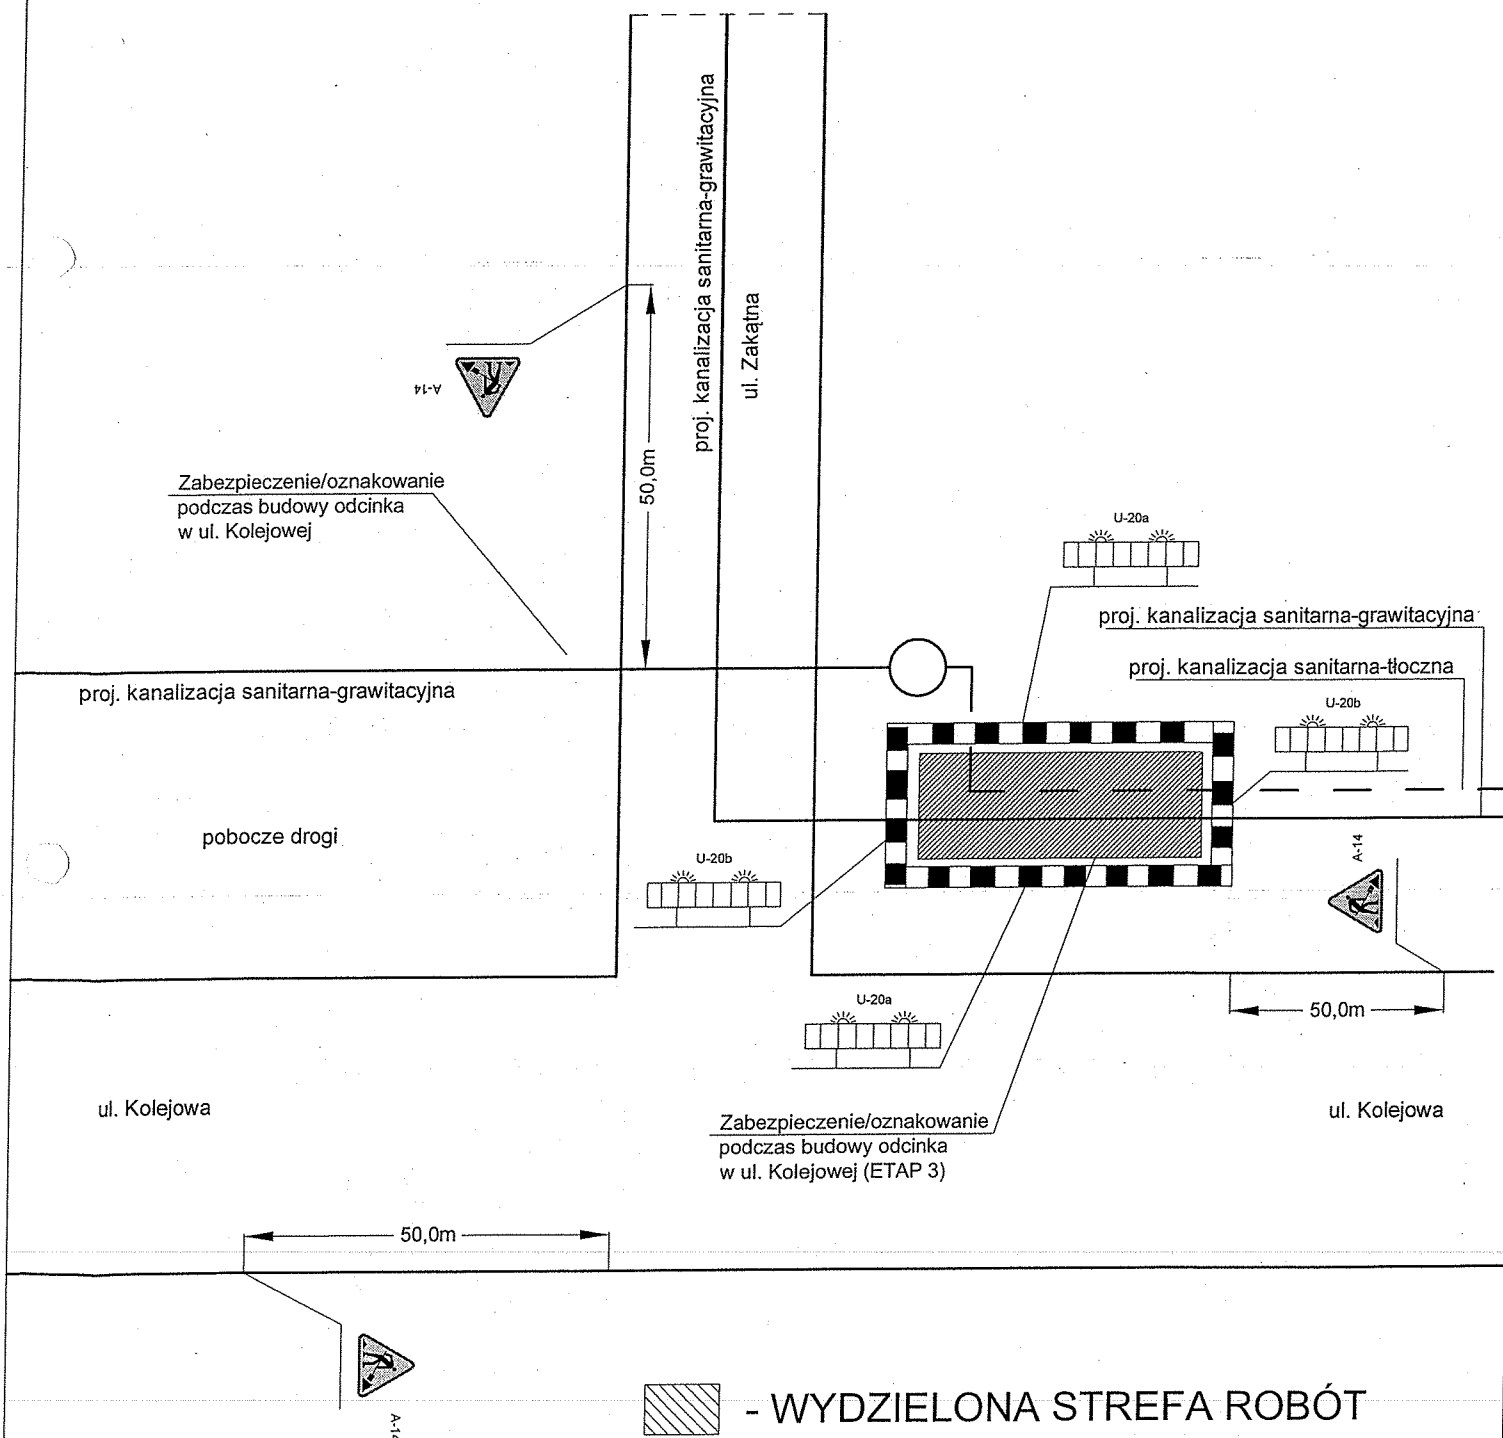 proj. kanalizacja sanitarna-grawitacyjna
ul. Zakątna
A-14
50,0m
Zabezpieczenie/oznakowanie
podczas budowy odcinka
w ul. Kolejowej
U-20a
proj. kanalizacja sanitarna-grawitacyjna
proj. kanalizacja sanitarna-tłoczna
U-20b
proj. kanalizacja sanitarna-grawitacyjna
pobocze drogi
U-20b
A-14
U-20a
50,0m
ul. Kolejowa
ul. Kolejowa
Zabezpieczenie/oznakowanie
podczas budowy odcinka
w ul. Kolejowej (ETAP 3)
50,0m
A-14
- WYDZIELONA STREFA ROBÓT